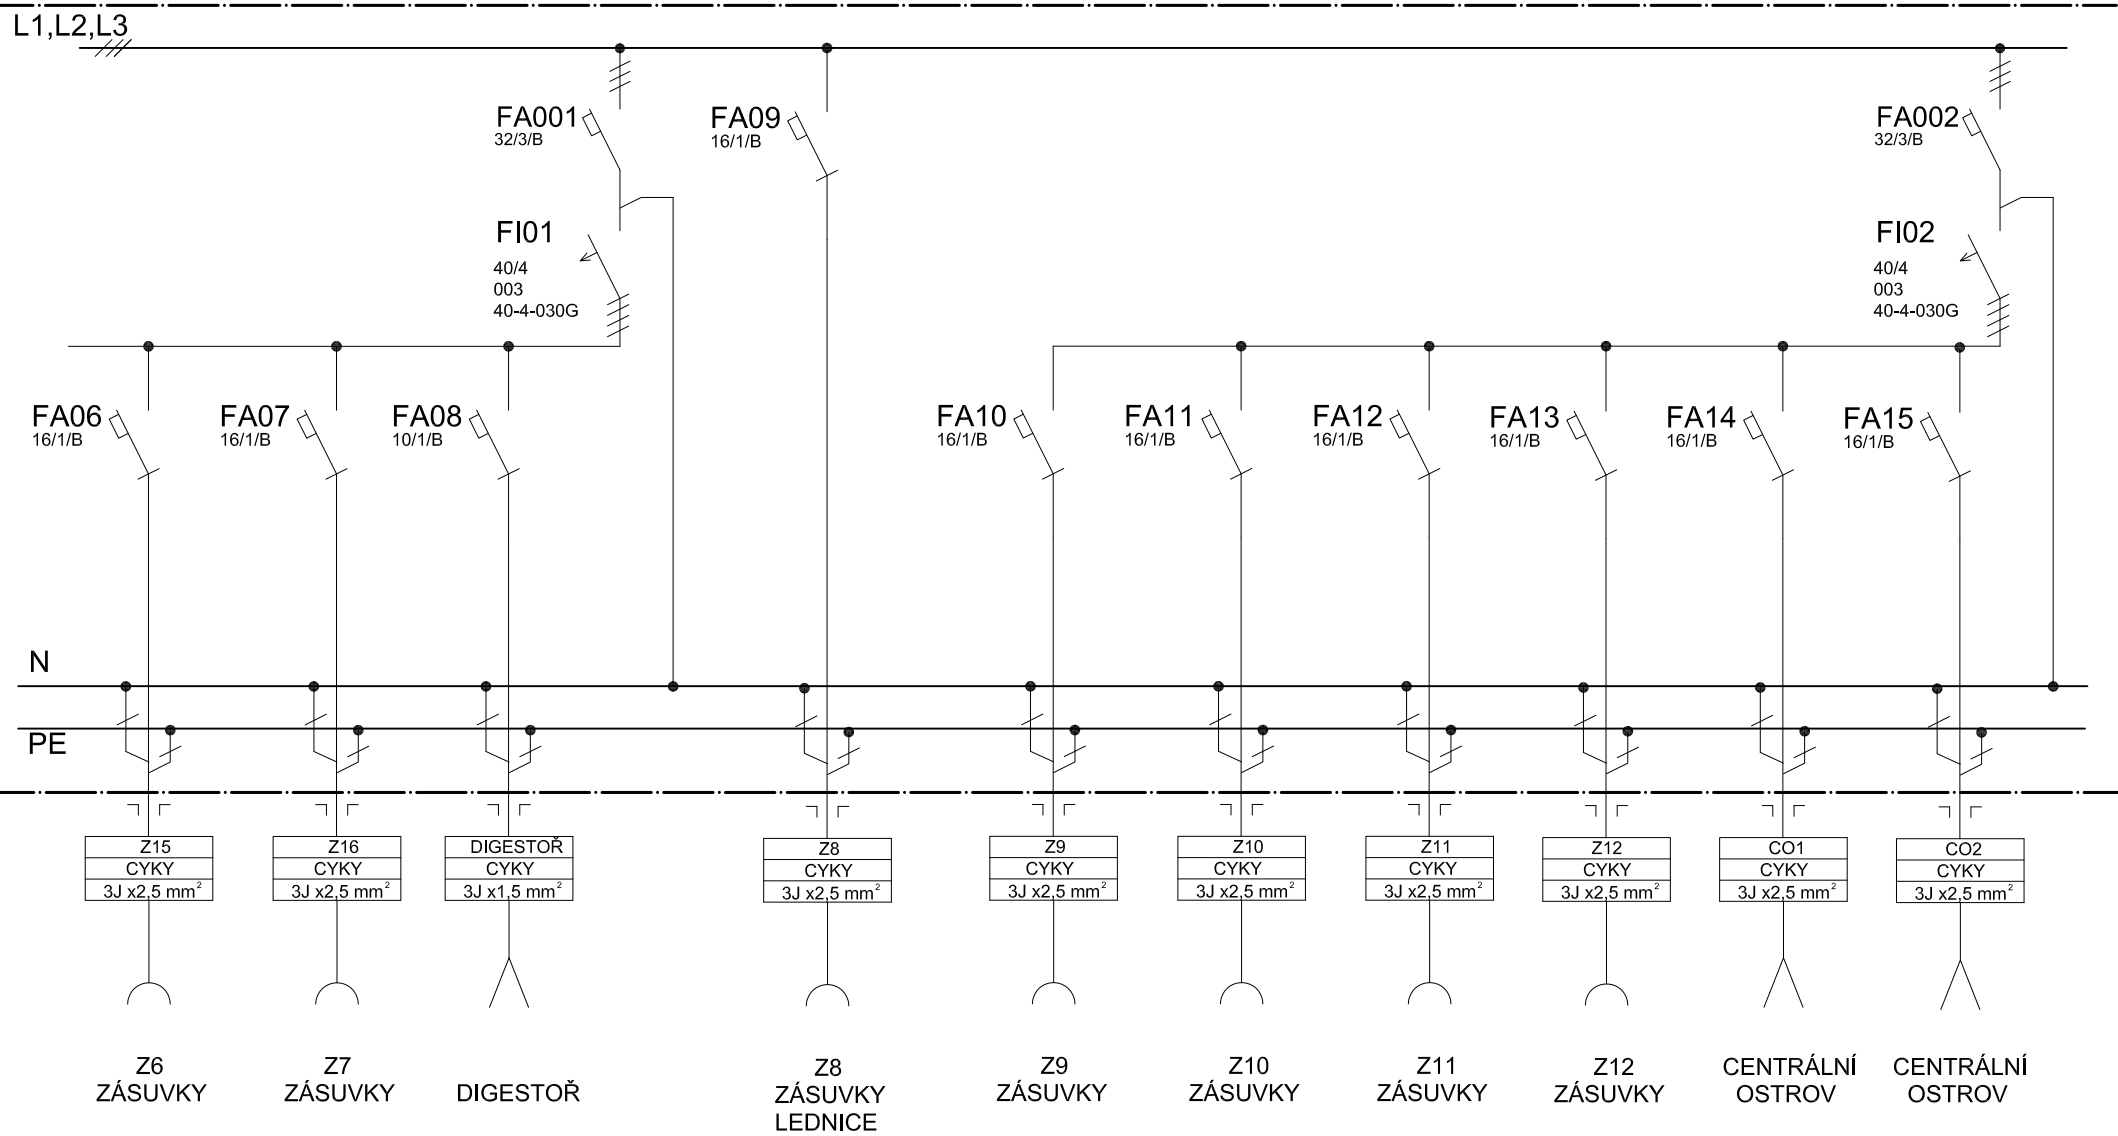 L1,L2,L3
FA001
32/3/B
FA09
16/1/B
FA002
32/3/B
FI01
40/4
003
40-4-030G
FI02
40/4
003
40-4-030G
FA06
16/1/B
FA07
16/1/B
FA08
10/1/B
FA10
16/1/B
FA11
16/1/B
FA12
16/1/B
FA13
16/1/B
FA14
16/1/B
FA15
16/1/B
N
PE
Z15
CYKY
3J x2,5 mm²
Z16
CYKY
3J x2,5 mm²
DIGESTOŘ
CYKY
3J x1,5 mm²
Z8
CYKY
3J x2,5 mm²
Z9
CYKY
3J x2,5 mm²
Z10
CYKY
3J x2,5 mm²
Z11
CYKY
3J x2,5 mm²
Z12
CYKY
3J x2,5 mm²
CO1
CYKY
3J x2,5 mm²
CO2
CYKY
3J x2,5 mm²
Z6
ZÁSUVKY
Z7
ZÁSUVKY
DIGESTOŘ
Z8
ZÁSUVKY
LEDNICE
Z9
ZÁSUVKY
Z10
ZÁSUVKY
Z11
ZÁSUVKY
Z12
ZÁSUVKY
CENTRÁLNÍ
OSTROV
CENTRÁLNÍ
OSTROV